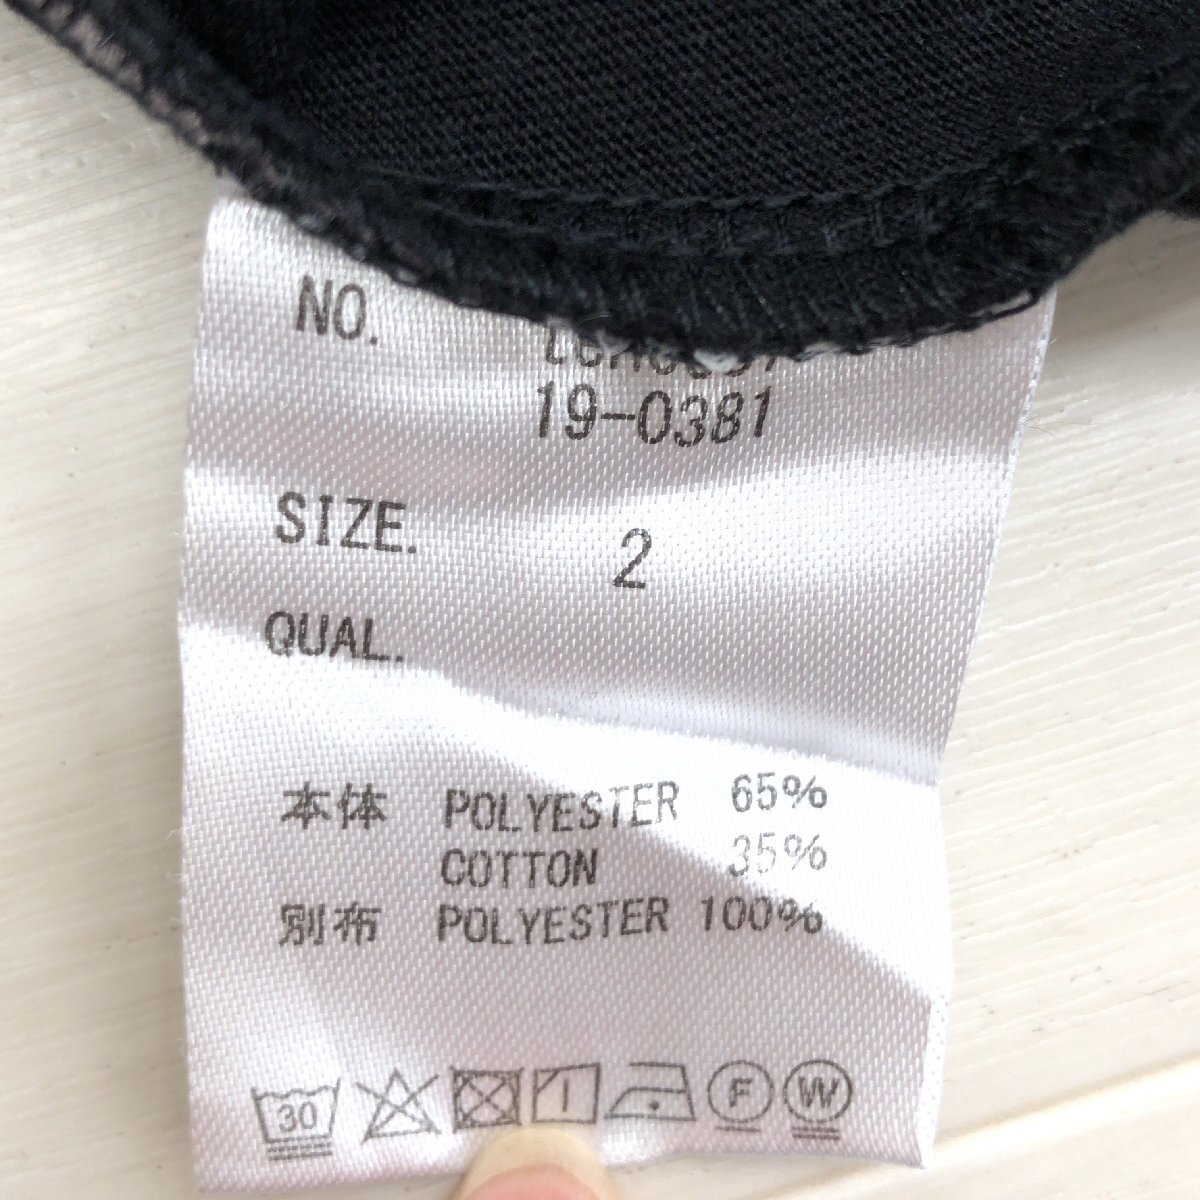 NO.
19-0381
SIZE. 2
QUAL.
本体 POLYESTER 65%
COTTON 35%
別布 POLYESTER 100%
30 F W